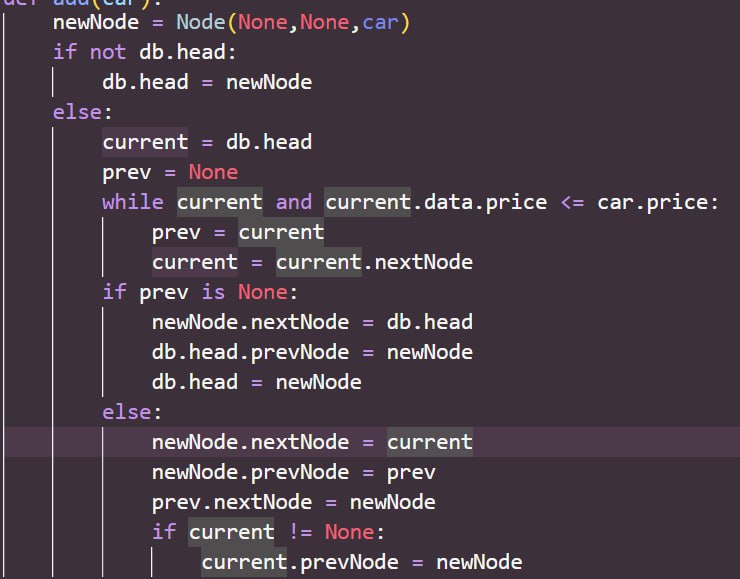 def add(car):
    newNode = Node(None,None,car)
    if not db.head:
        db.head = newNode
    else:
        current = db.head
        prev = None
        while current and current.data.price <= car.price:
            prev = current
            current = current.nextNode
        if prev is None:
            newNode.nextNode = db.head
            db.head.prevNode = newNode
            db.head = newNode
        else:
            newNode.nextNode = current
            newNode.prevNode = prev
            prev.nextNode = newNode
            if current != None:
                current.prevNode = newNode